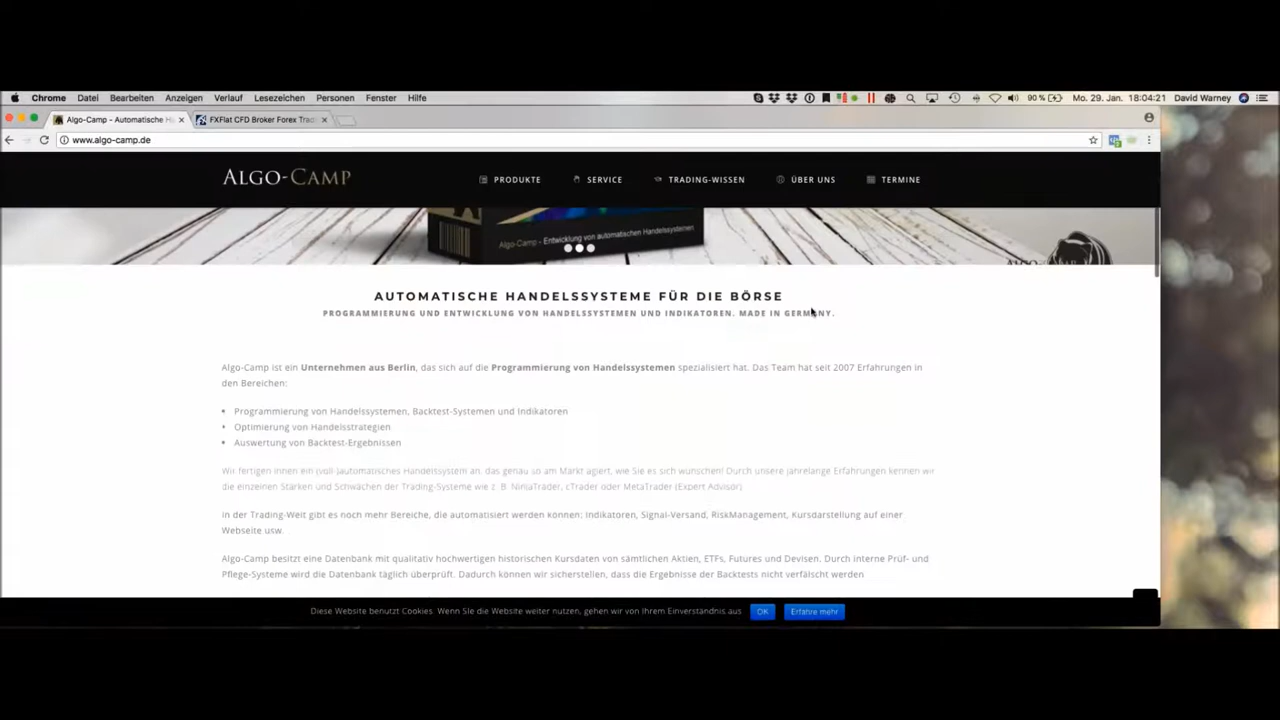 Chrome Datei Bearbeiten Anzeigen Verlauf Lesezeichen Personen Fenster Hilfe 90 % Mo. 29. Jan. 18:04:21 David Warney
Algo-Camp - Automatische H FXFlat CFD Broker Forex Trad
www.algo-camp.de
ALGO-CAMP PRODUKTE SERVICE TRADING-WISSEN ÜBER UNS TERMINE
Algo-Camp - Entwicklung von automatischen Handelssystemen
AUTOMATISCHE HANDELSSYSTEME FÜR DIE BÖRSE
PROGRAMMIERUNG UND ENTWICKLUNG VON HANDELSSYSTEMEN UND INDIKATOREN. MADE IN GERMANY.
Algo-Camp ist ein Unternehmen aus Berlin, das sich auf die Programmierung von Handelssystemen spezialisiert hat. Das Team hat seit 2007 Erfahrungen in
den Bereichen:
• Programmierung von Handelssystemen, Backtest-Systemen und Indikatoren
• Optimierung von Handelsstrategien
• Auswertung von Backtest-Ergebnissen
Wir fertigen Ihnen ein (voll-)automatisches Handelssystem an, das genau so am Markt agiert, wie Sie es sich wünschen! Durch unsere jahrelange Erfahrungen kennen wir
die einzelnen Stärken und Schwächen der Trading-Systeme wie z. B. NinjaTrader, cTrader oder MetaTrader (Expert Advisor)
In der Trading-Welt gibt es noch mehr Bereiche, die automatisiert werden können: Indikatoren, Signal-Versand, RiskManagement, Kursdarstellung auf einer
Webseite usw.
Algo-Camp besitzt eine Datenbank mit qualitativ hochwertigen historischen Kursdaten von sämtlichen Aktien, ETFs, Futures und Devisen. Durch interne Prüf- und
Pflege-Systeme wird die Datenbank täglich überprüft. Dadurch können wir sicherstellen, dass die Ergebnisse der Backtests nicht verfälscht werden
Diese Website benutzt Cookies. Wenn Sie die Website weiter nutzen, gehen wir von Ihrem Einverständnis aus OK Erfahre mehr